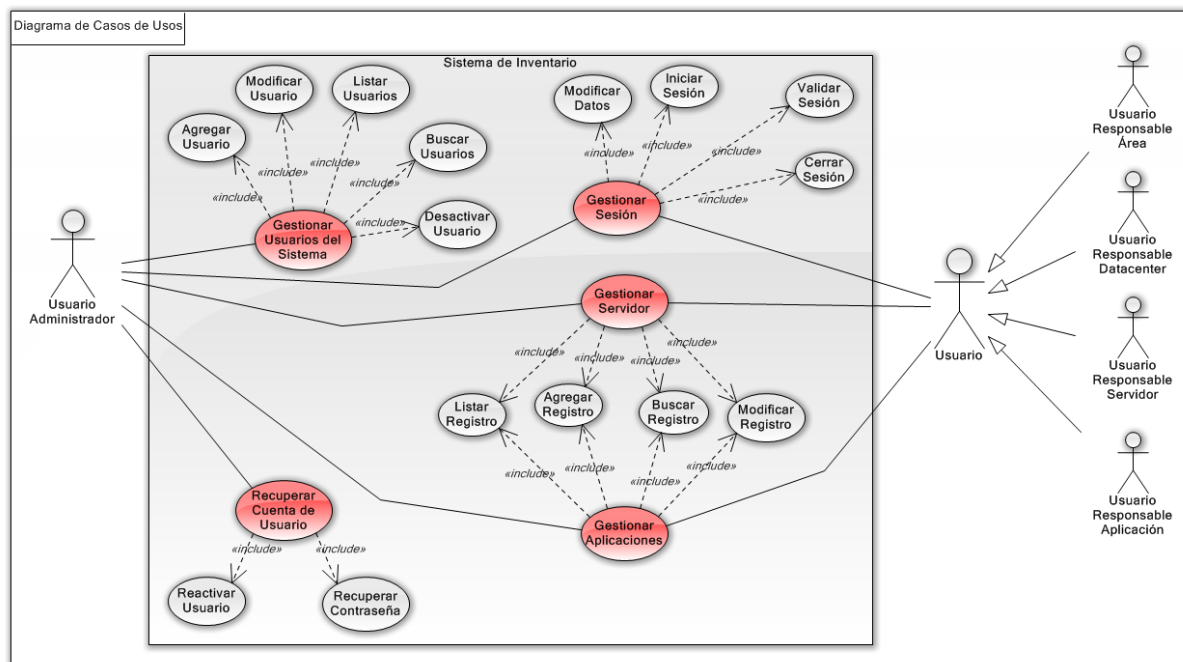 Diagrama de Casos de Usos
Sistema de Inventario
Modificar
Usuario
Listar
Usuarios
Agregar
Usuario
Buscar
Usuarios
Desactivar
Usuario
«include»
«include»
«include»
«include»
«include»
Gestionar
Usuarios del
Sistema
Modificar
Datos
Iniciar
Sesión
Validar
Sesión
Cerrar
Sesión
«include»
«include»
«include»
«include»
Gestionar
Sesión
Usuario
Administrador
Gestionar
Servidor
«include»
«include»
«include»
«include»
Listar
Registro
Agregar
Registro
Buscar
Registro
Modificar
Registro
«include»
«include»
«include»
«include»
Gestionar
Aplicaciones
Recuperar
Cuenta de
Usuario
«include»
«include»
Reactivar
Usuario
Recuperar
Contraseña
Usuario
Usuario
Responsable
Área
Usuario
Responsable
Datacenter
Usuario
Responsable
Servidor
Usuario
Responsable
Aplicación